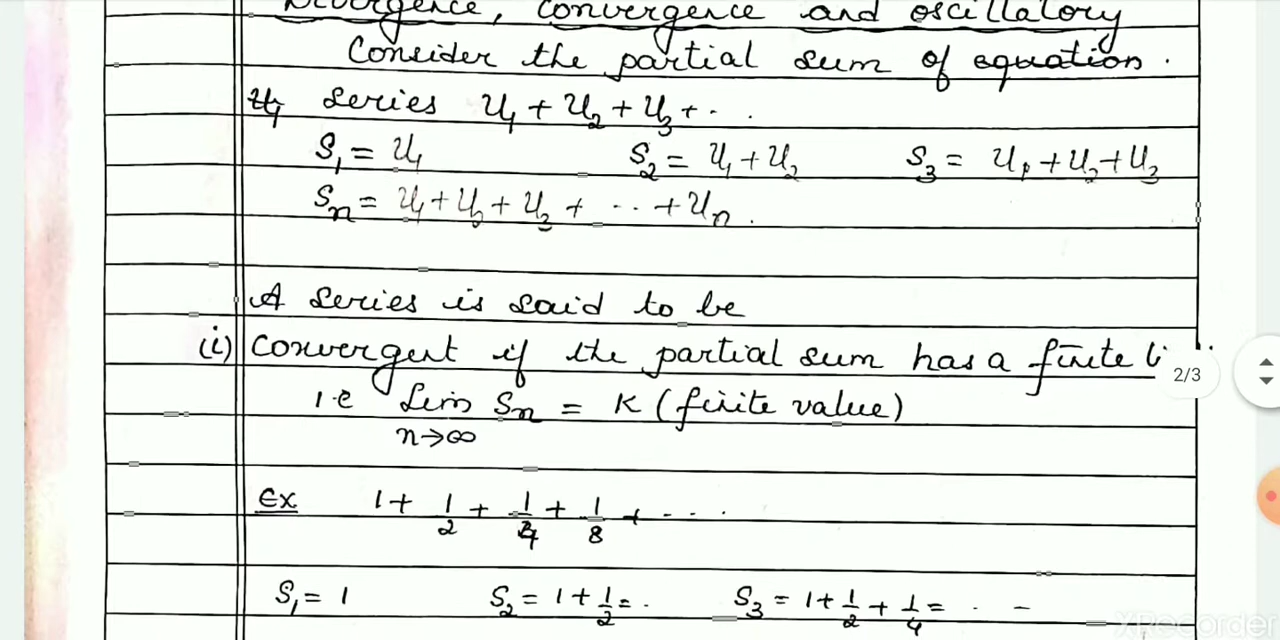 Divergence, Convergence and oscillatory
Consider the partial sum of equation.
series U₁ + U₂ + U₃ + ...
S₁ = U₁ S₂ = U₁ + U₂ S₃ = U₁ + U₂ + U₃
Sₙ = U₁ + U₂ + U₃ + ... + Uₙ.
A series is said to be
(i) Convergent if the partial sum has a finite
2/3
i.e Lim Sₙ = K (finite value)
n→∞
Ex 1 + 1/2 + 1/4 + 1/8 + ....
S₁ = 1 S₂ = 1 + 1/2 = . S₃ = 1 + 1/2 + 1/4 = . -
XRecorder